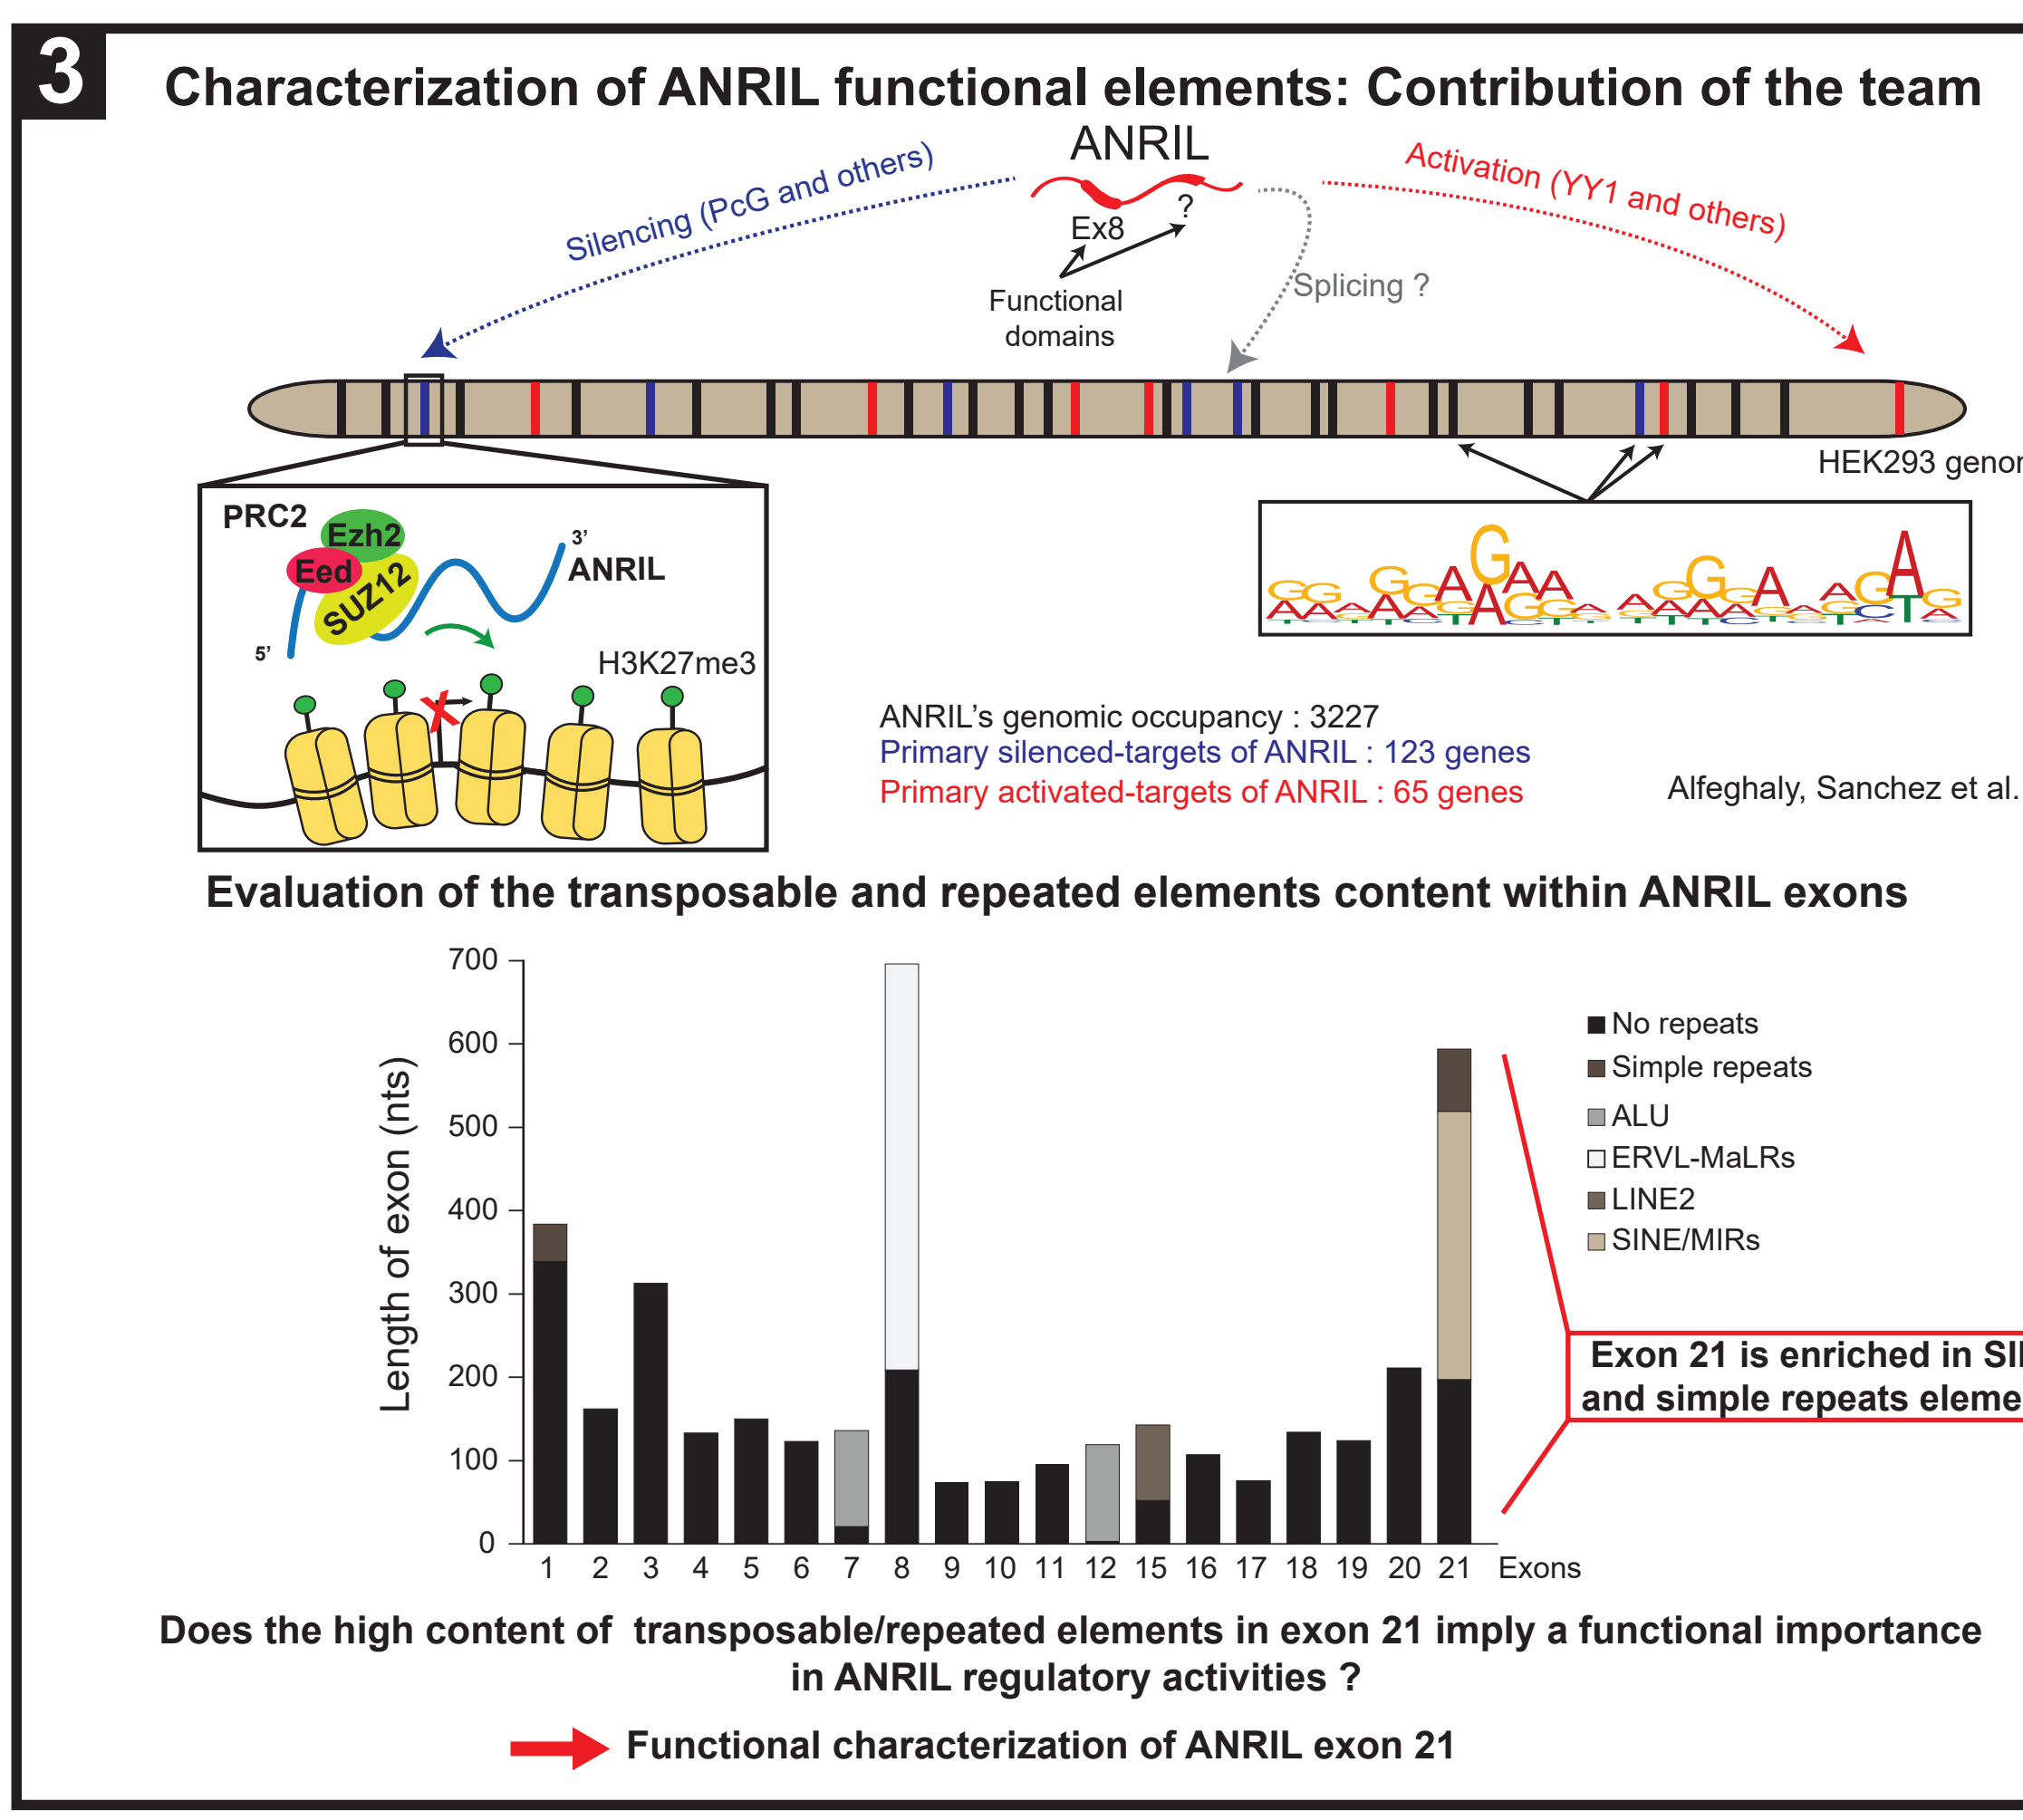 3
Characterization of ANRIL functional elements: Contribution of the team
ANRIL
Silencing (PcG and others)
Activation (YY1 and others)
?
Ex8
Splicing ?
Functional
domains
HEK293 genom
PRC2
Ezh2
Eed
SUZ12
3’
ANRIL
5’
H3K27me3
ANRIL’s genomic occupancy : 3227
Primary silenced-targets of ANRIL : 123 genes
Primary activated-targets of ANRIL : 65 genes
Alfeghaly, Sanchez et al.
Evaluation of the transposable and repeated elements content within ANRIL exons
Length of exon (nts)
700
600
500
400
300
200
100
0
1 2 3 4 5 6 7 8 9 10 11 12 15 16 17 18 19 20 21 Exons
No repeats
Simple repeats
ALU
ERVL-MaLRs
LINE2
SINE/MIRs
Exon 21 is enriched in
and simple repeats
Does the high content of transposable/repeated elements in exon 21 imply a functional importance
in ANRIL regulatory activities ?
Functional characterization of ANRIL exon 21